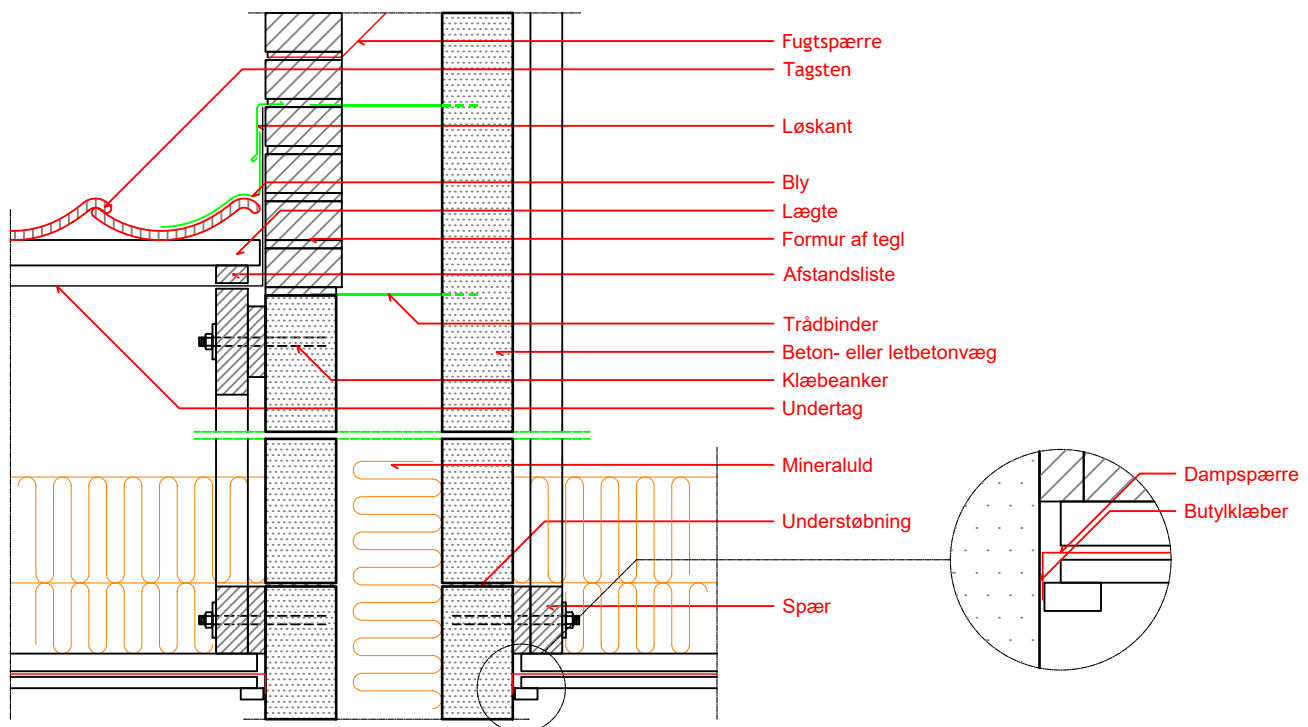 Fugtspærre
Tagsten
Løskant
Bly
Lægte
Formur af tegl
Afstandsliste
Trådbinder
Beton- eller letbetonvæg
Klæbeanker
Undertag
Mineraluld
Dampspærre
Butylklæber
Understøbning
Spær